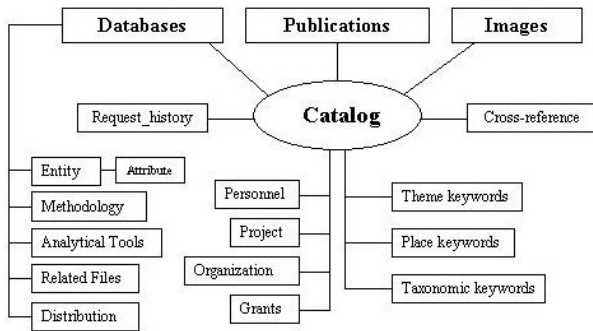 Databases
Publications
Images
Request_history
Catalog
Cross-reference
Entity
Attribute
Methodology
Analytical Tools
Related Files
Distribution
Personnel
Project
Organization
Grants
Theme keywords
Place keywords
Taxonomic keywords